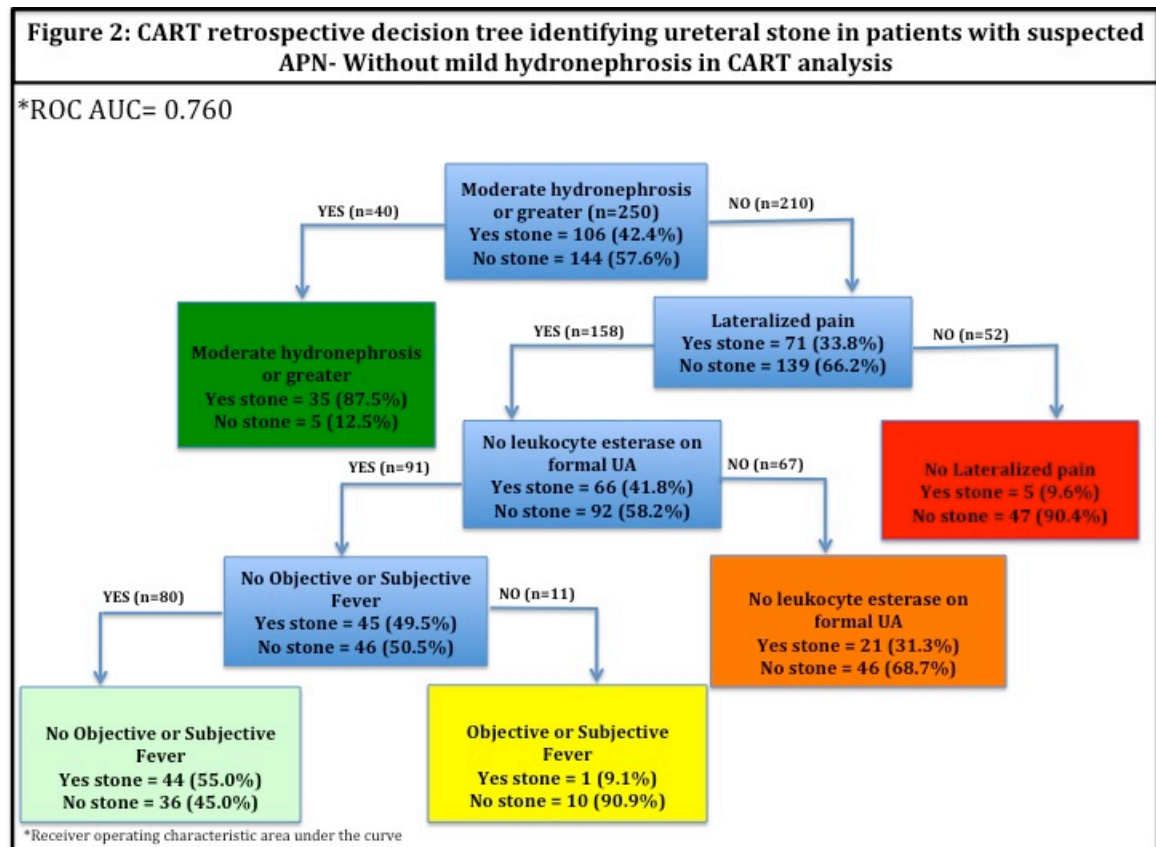 Figure 2: CART retrospective decision tree identifying ureteral stone in patients with suspected
APN- Without mild hydronephrosis in CART analysis
*ROC AUC= 0.760
Moderate hydronephrosis
or greater (n=250)
Yes stone = 106 (42.4%)
No stone = 144 (57.6%)
YES (n=40)
NO (n=210)
Moderate hydronephrosis
or greater
Yes stone = 35 (87.5%)
No stone = 5 (12.5%)
Lateralized pain
Yes stone = 71 (33.8%)
No stone = 139 (66.2%)
YES (n=158)
NO (n=52)
No leukocyte esterase on
formal UA
Yes stone = 66 (41.8%)
No stone = 92 (58.2%)
No Lateralized pain
Yes stone = 5 (9.6%)
No stone = 47 (90.4%)
YES (n=91)
NO (n=67)
No Objective or Subjective
Fever
Yes stone = 45 (49.5%)
No stone = 46 (50.5%)
No leukocyte esterase on
formal UA
Yes stone = 21 (31.3%)
No stone = 46 (68.7%)
YES (n=80)
NO (n=11)
No Objective or Subjective
Fever
Yes stone = 44 (55.0%)
No stone = 36 (45.0%)
Objective or Subjective
Fever
Yes stone = 1 (9.1%)
No stone = 10 (90.9%)
*Receiver operating characteristic area under the curve